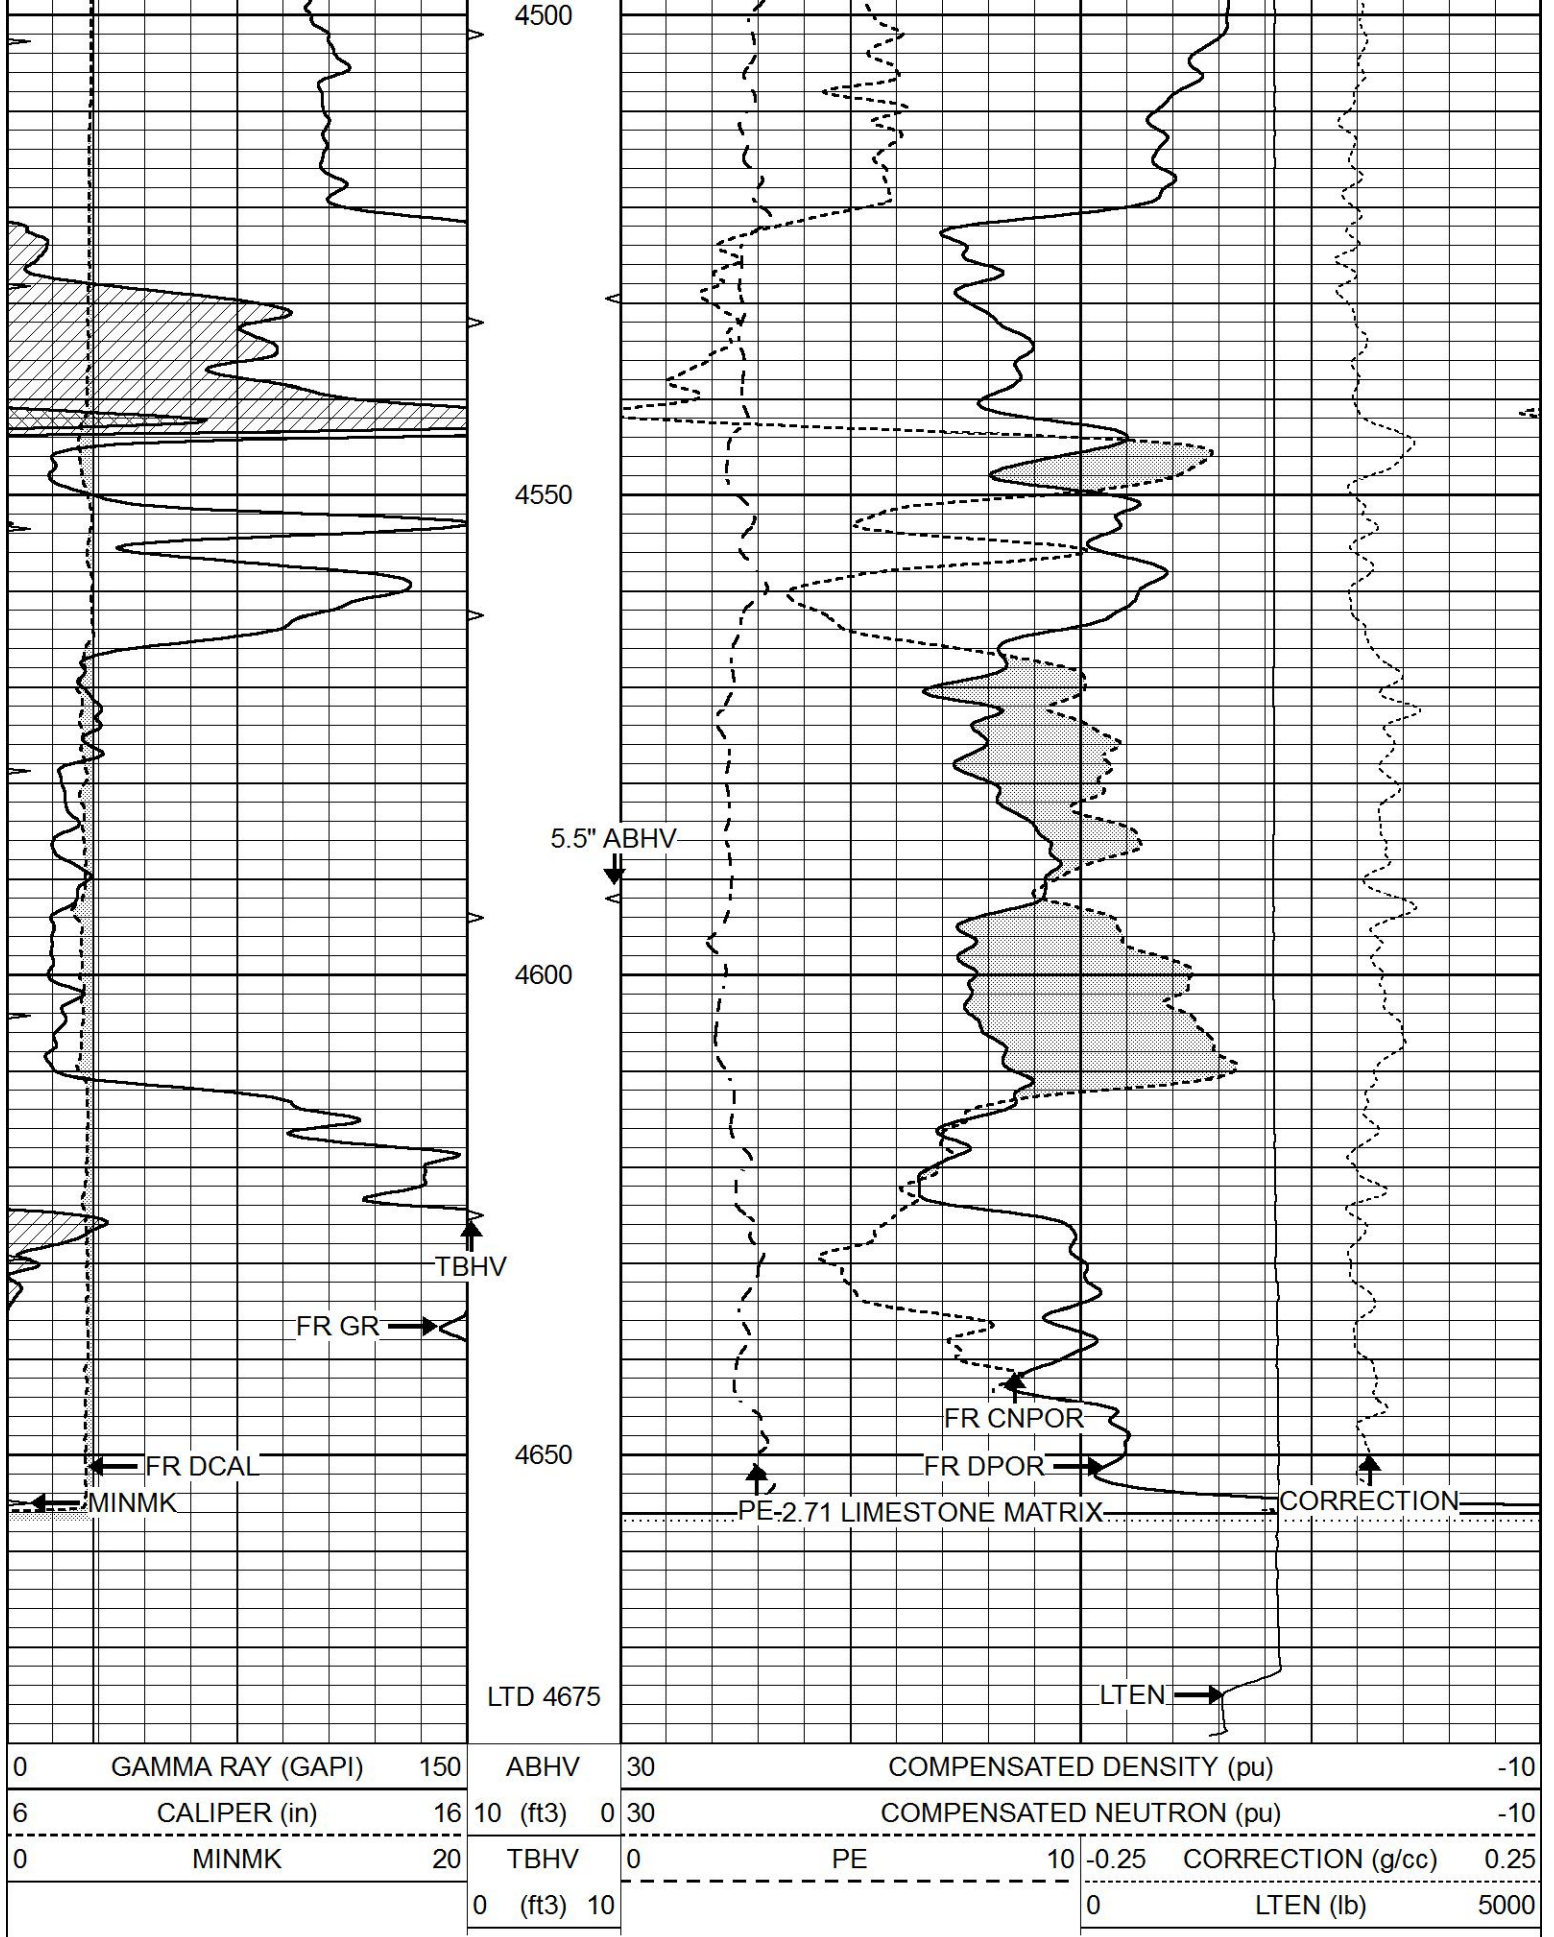 4500
4550
5.5" ABHV
4600
TBHV
FR GR
FR CNPOR
4650
FR DCAL
FR DPOR
MINMK
CORRECTION
PE 2.71 LIMESTONE MATRIX
LTD 4675
LTEN
0 GAMMA RAY (GAPI) 150 ABHV 30 COMPENSATED DENSITY (pu) -10
6 CALIPER (in) 16 10 (ft3) 0 30 COMPENSATED NEUTRON (pu) -10
0 MINMK 20 TBHV 0 PE 10 -0.25 CORRECTION (g/cc) 0.25
0 (ft3) 10 0 LTEN (lb) 5000